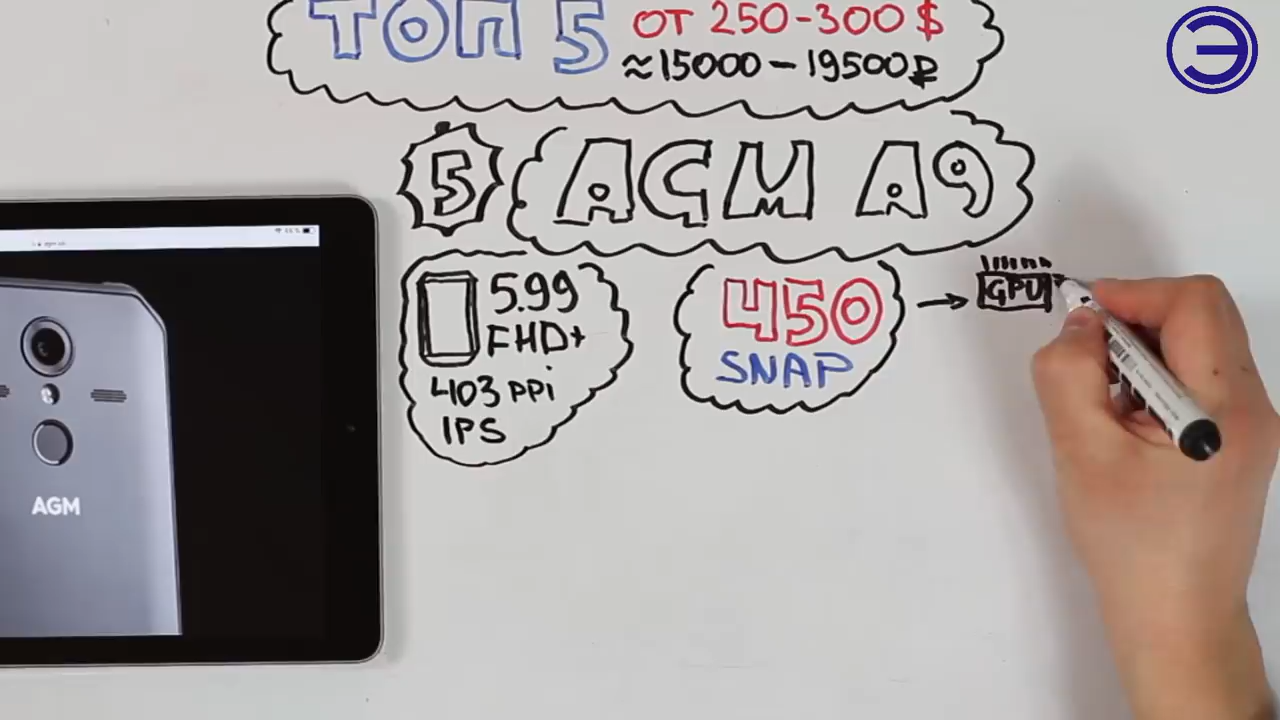 ТОП 5
ОТ 250-300 $
≈15000-19500₽
5
AGM A9
5.99
FHD+
403 PPI
IPS
450
SNAP
GPU
AGM
Э